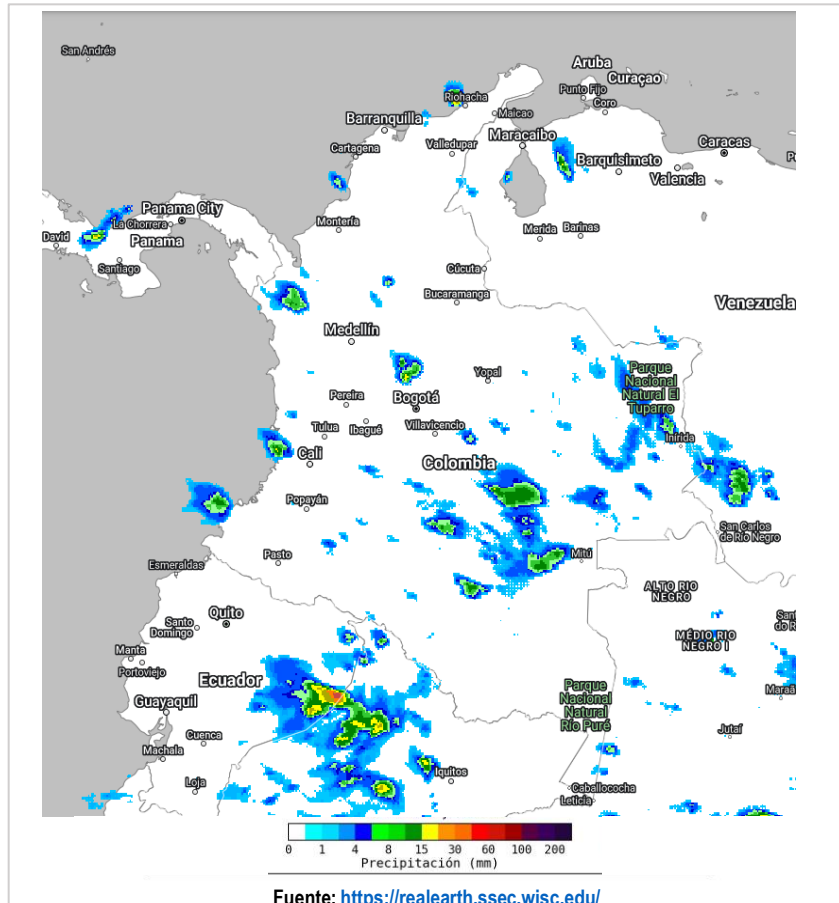 San Andrés
Aruba
Curaçao
Punto Fijo
Coro
Riohacha
Maicao
Barranquilla
Maracaibo
Caracas
Cartagena
Valledupar
Barquisimeto
Valencia
Panama City
La Chorrera
David
Panama
Santiago
Montería
Merida
Barinas
Cúcuta
Bucaramanga
Venezuela
Medellín
Yopal
Parque
Nacional
Natural El
Tuparro
Pereira
Bogotá
Tulua
Ibagué
Villavicencio
Inírida
Cali
Colombia
Popayán
San Carlos
de Río Negro
Pasto
Mitú
Esmeraldas
ALTO RIO
NEGRO
Quito
Santo
Domingo
MÉDIO RIO
NEGRO I
Manta
Portoviejo
Ecuador
Parque
Nacional
Natural
Río Puré
Guayaquil
Cuenca
Machala
Jutaí
Loja
Iquitos
Caballococha
Leticia
0 1 4 8 15 30 60 100 200
Precipitación (mm)
Fuente: https://realearth.ssec.wisc.edu/